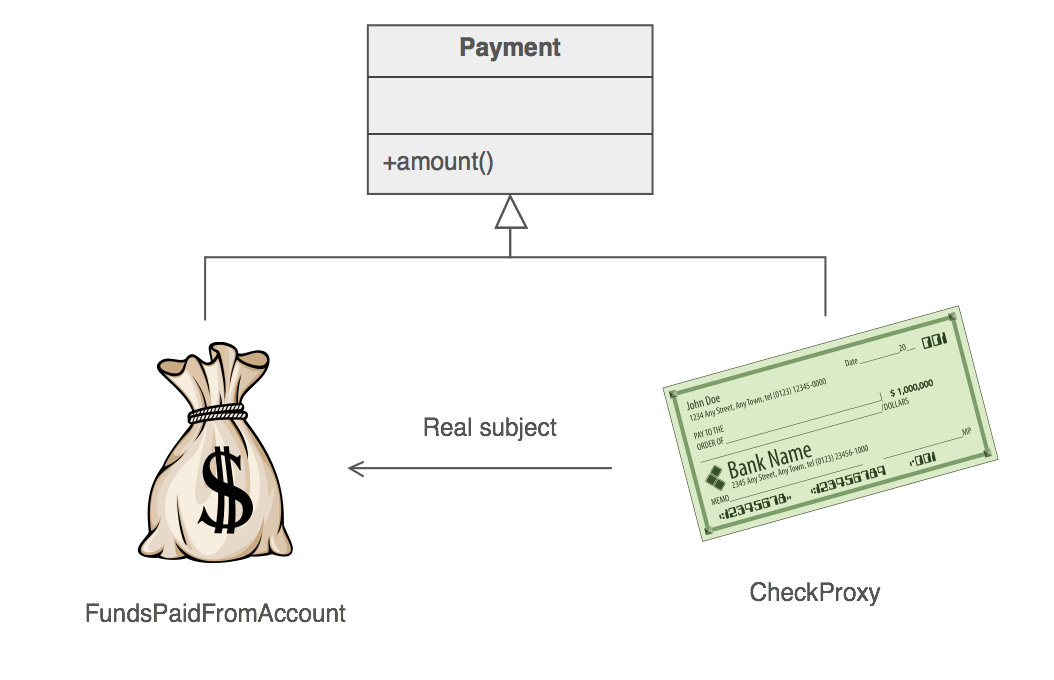 Payment
+amount()
Real subject
FundsPaidFromAccount
John Doe
1234 Any Street, Any Town, tel (0123) 12345-0000
Date ________ 20__
001
PAY TO THE
ORDER OF
$ 1,000,000
/DOLLARS
Bank Name
2345 Any Street, Any Town, tel (0123) 23456-1000
MEMO
MP
⑆12345678⑈ ⑆123456789 ⑈001
CheckProxy